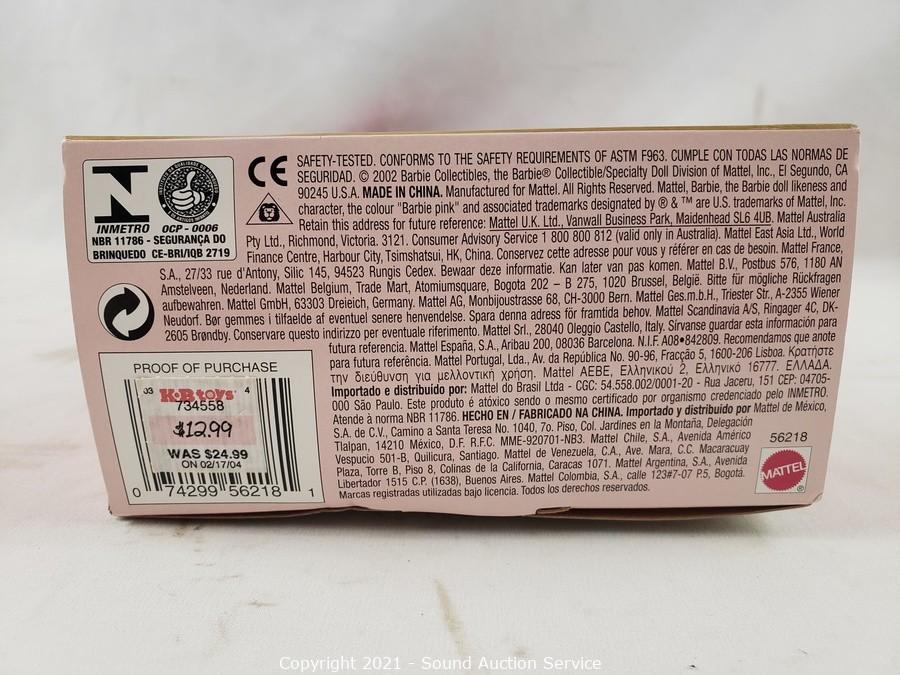 INMETRO OCP - 0006
NBR 11786 - SEGURANÇA DO
BRINQUEDO CE-BRI/IQB 2719
CE
SAFETY-TESTED. CONFORMS TO THE SAFETY REQUIREMENTS OF ASTM F963. CUMPLE CON TODAS LAS NORMAS DE
SEGURIDAD. © 2002 Barbie Collectibles, the Barbie® Collectible/Specialty Doll Division of Mattel, Inc., El Segundo, CA
90245 U.S.A. MADE IN CHINA. Manufactured for Mattel. All Rights Reserved. Mattel, Barbie, the Barbie doll likeness and
character, the colour "Barbie pink" and associated trademarks designated by ® & ™ are U.S. trademarks of Mattel, Inc.
Retain this address for future reference: Mattel U.K. Ltd., Vanwall Business Park, Maidenhead SL6 4UB. Mattel Australia
Pty Ltd., Richmond, Victoria. 3121. Consumer Advisory Service 1 800 800 812 (valid only in Australia). Mattel East Asia Ltd., World
Finance Centre, Harbour City, Tsimshatsui, HK, China. Conservez cette adresse pour vous y référer en cas de besoin. Mattel France,
S.A., 27/33 rue d'Antony, Silic 145, 94523 Rungis Cedex. Bewaar deze informatie. Kan later van pas komen. Mattel B.V., Postbus 576, 1180 AN
Amstelveen, Nederland. Mattel Belgium, Trade Mart, Atomiumsquare, Bogota 202 – B 275, 1020 Brussel, België. Bitte für mögliche Rückfragen
aufbewahren. Mattel GmbH, 63303 Dreieich, Germany. Mattel AG, Monbijoustrasse 68, CH-3000 Bern. Mattel Ges.m.b.H., Triester Str., A-2355 Wiener
Neudorf. Bør gemmes i tilfælde af eventuel senere henvendelse. Spara denna adress för framtida behov. Mattel Scandinavia A/S, Ringager 4C, DK-
2605 Brøndby. Conservare questo indirizzo per eventuale riferimento. Mattel Srl., 28040 Oleggio Castello, Italy. Sírvanse guardar esta información para
futura referencia. Mattel España, S.A., Aribau 200, 08036 Barcelona. N.I.F. A08•842809. Recomendamos que anote
para futura referência. Mattel Portugal, Lda., Av. da República No. 90-96, Fracção 5, 1600-206 Lisboa. Κρατήστε
την διεύθυνση για μελλοντική χρήση. Mattel AEBE, Ελληνικού 2, Ελληνικό 16777. ΕΛΛΑΔΑ.
Importado e distribuido por: Mattel do Brasil Ltda - CGC: 54.558.002/0001-20 - Rua Jaceru, 151 CEP: 04705-
000 São Paulo. Este produto é atóxico sendo o mesmo certificado por organismo credenciado pelo INMETRO.
Atende à norma NBR 11786. HECHO EN / FABRICADO NA CHINA. Importado y distribuido por Mattel de México,
S.A. de C.V., Camino a Santa Teresa No. 1040, 7o. Piso, Col. Jardines en la Montaña, Delegación
Tlalpan, 14210 México, D.F. R.F.C. MME-920701-NB3. Mattel Chile, S.A., Avenida Américo
Vespucio 501-B, Quilicura, Santiago. Mattel de Venezuela, C.A., Ave. Mara, C.C. Macaracuay
Plaza, Torre B, Piso 8, Colinas de la California, Caracas 1071. Mattel Argentina, S.A., Avenida
Libertador 1515 C.P. (1638), Buenos Aires. Mattel Colombia, S.A., calle 123#7-07 P.5, Bogotá.
Marcas registradas utilizadas bajo licencia. Todos los derechos reservados.
PROOF OF PURCHASE
03 K·B toys 4
734558
$12.99
WAS $24.99
ON 02/17/04
0 74299 56218 1
56218
MATTEL ®
Copyright 2021 - Sound Auction Service